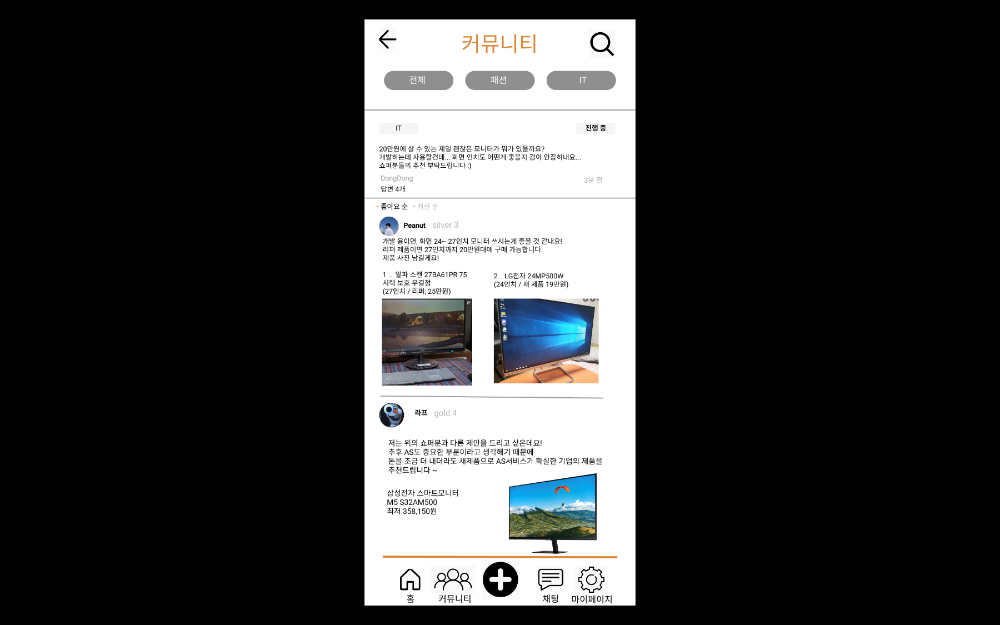 커뮤니티
전체
패션
IT
IT
진행 중
20만원에 살 수 있는 제일 괜찮은 모니터가 뭐가 있을까요?
개발하는데 사용할건데... 화면 인치도 어떤게 좋을지 감이 안잡히내요...
쇼퍼분들의 추천 부탁드립니다 :)
DongDong
3분 전
답변 4개
• 좋아요 순 • 최신 순
Peanut silver 3
개발 용이면, 화면 24~ 27인치 모니터 쓰시는게 좋을 것 같내요!
리퍼 제품이면 27인치까지 20만원대에 구매 가능합니다.
제품 사진 남길게요!
1 . 알파 스캔 27BA61PR 75
시력 보호 무결점
(27인치 / 리퍼; 25만원)
2 . LG전자 24MP500W
(24인치 / 새 제품 19만원)
라프 gold 4
저는 위의 쇼퍼분과 다른 제안을 드리고 싶은데요!
추후 AS도 중요한 부분이라고 생각해기 때문에
돈을 조금 더 내더라도 새제품으로 AS서비스가 확실한 기업의 제품을
추천드립니다 ~
삼성전자 스마트모니터
M5 S32AM500
최저 358,150원
홈
커뮤니티
채팅
마이페이지